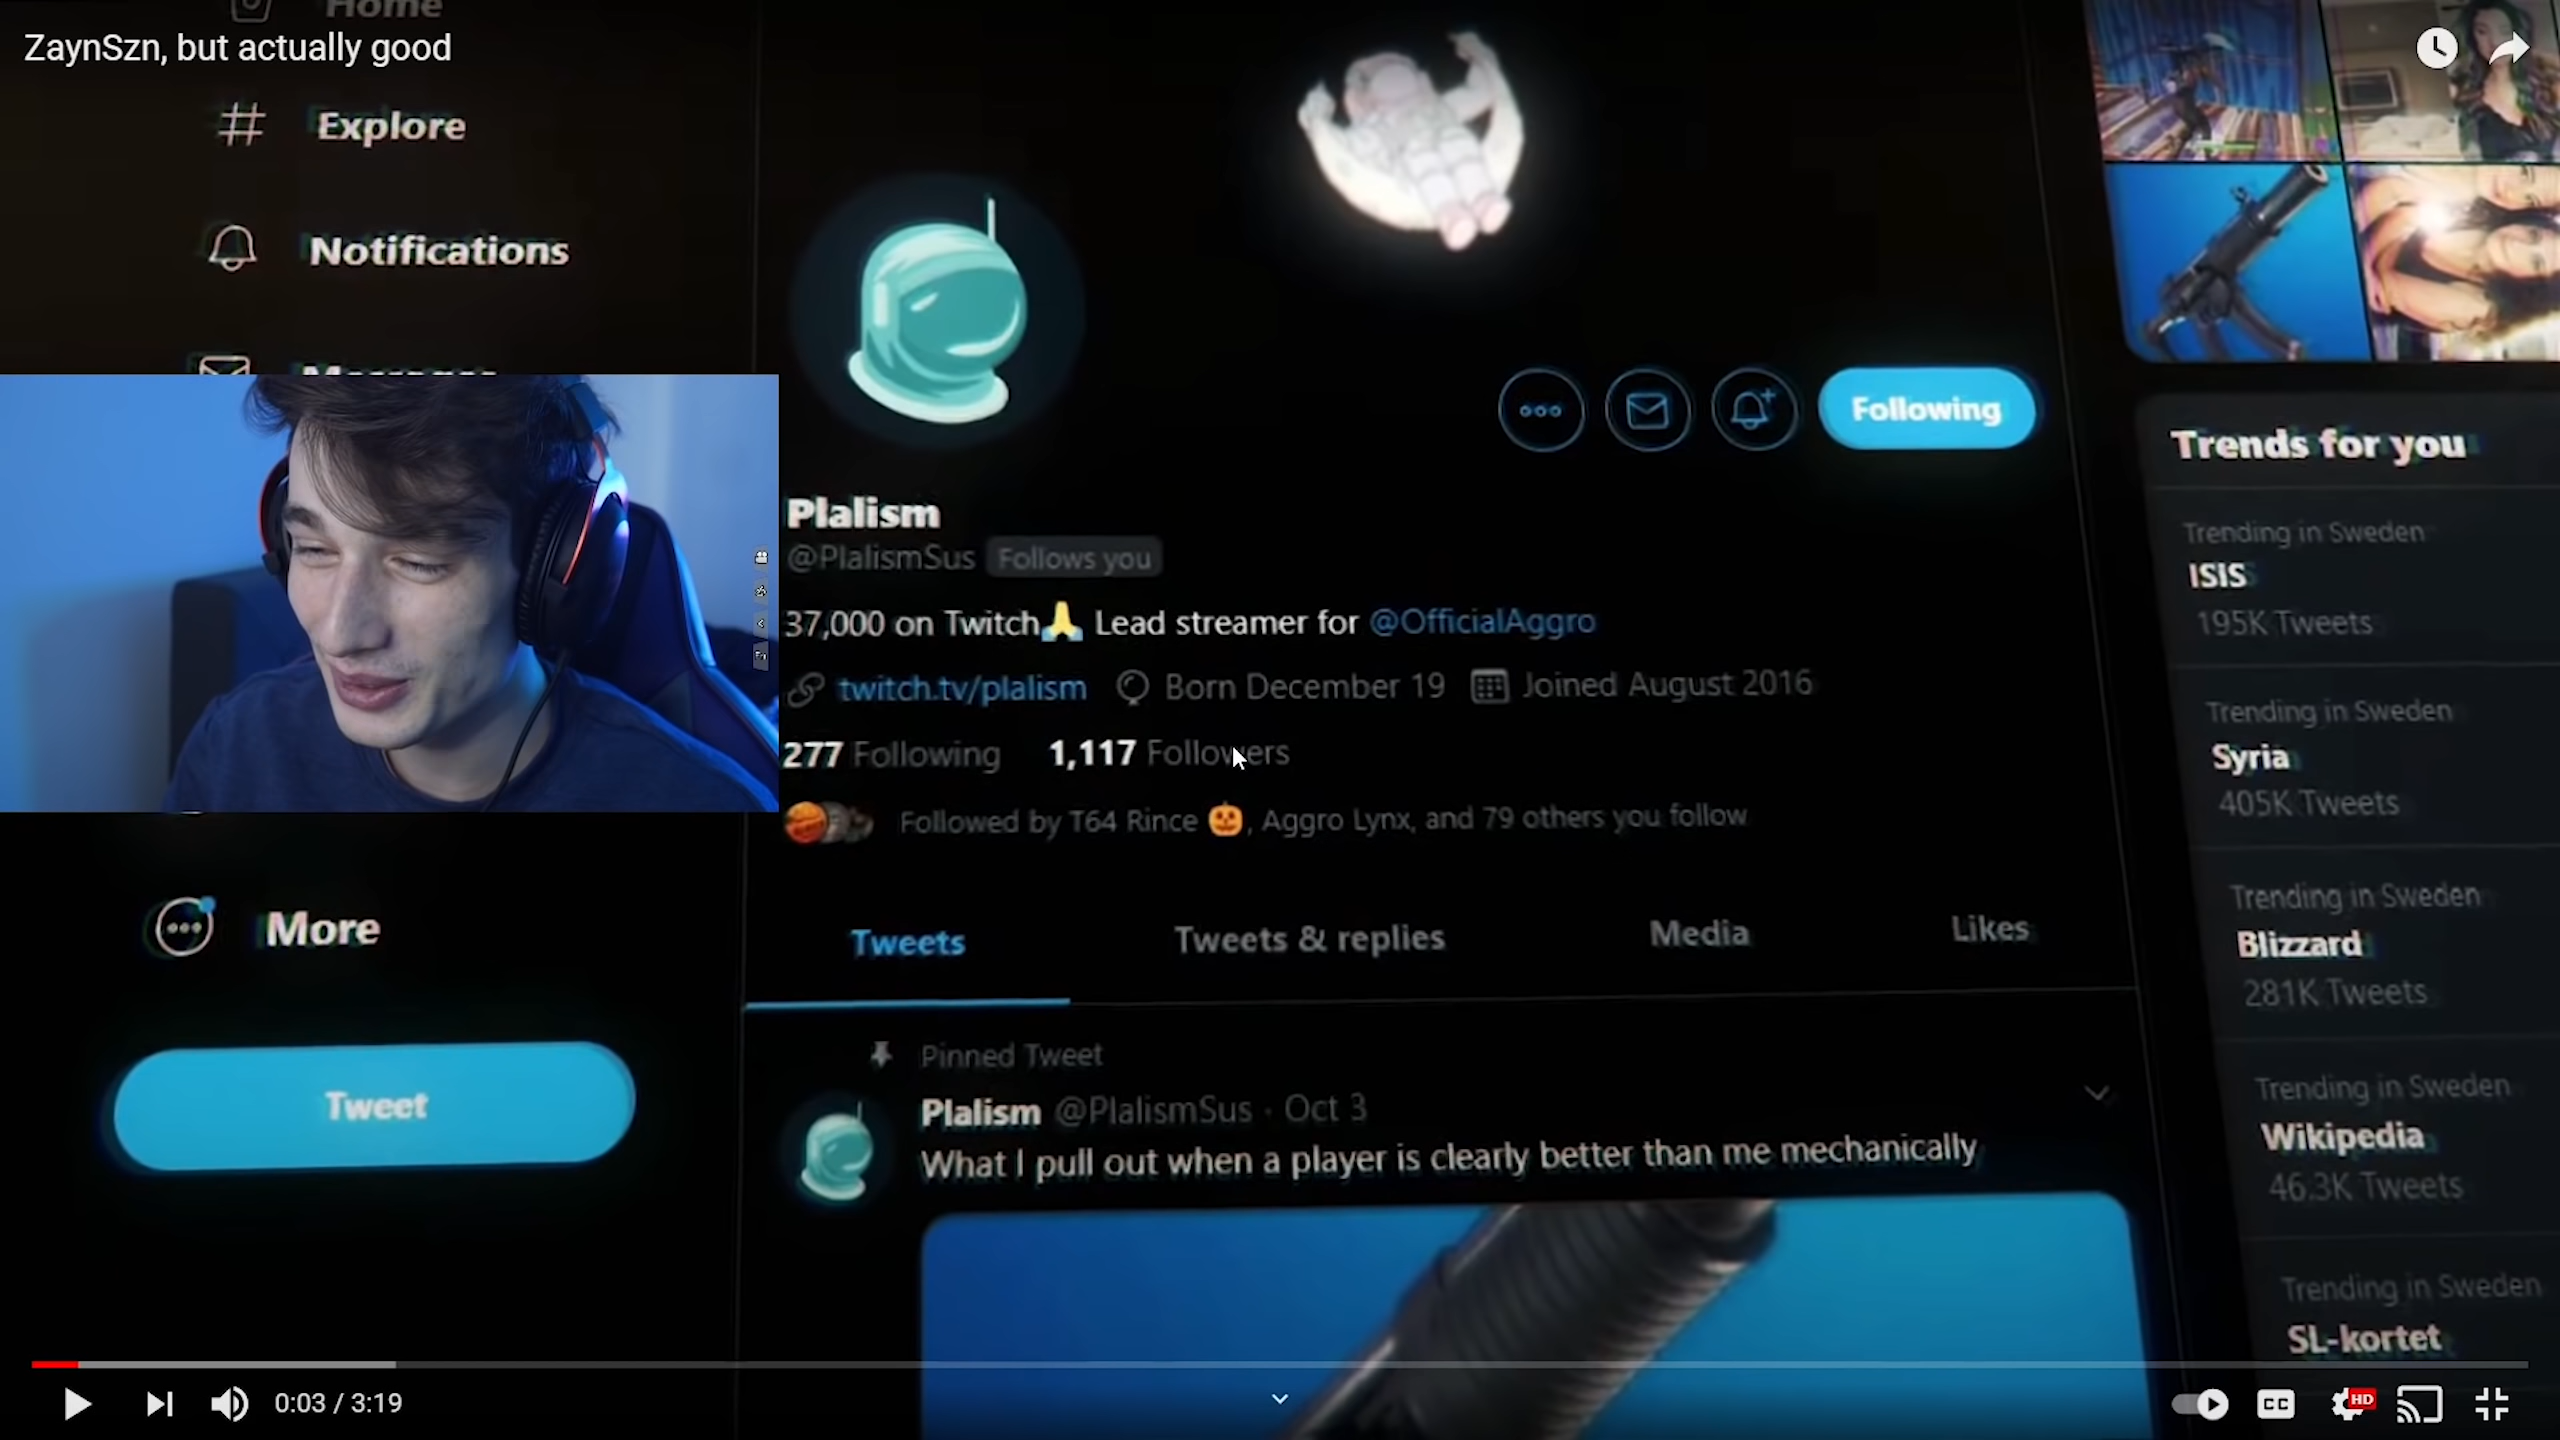 ZaynSzn, but actually good
Home
Explore
Notifications
Messages
More
Tweet
Following
Plalism
@PlalismSus Follows you
37,000 on Twitch🙏 Lead streamer for @OfficialAggro
twitch.tv/plalism Born December 19 Joined August 2016
277 Following 1,117 Followers
Followed by T64 Rince 🎃, Aggro Lynx, and 79 others you follow
Tweets Tweets & replies Media Likes
Pinned Tweet
Plalism @PlalismSus · Oct 3
What I pull out when a player is clearly better than me mechanically
Trends for you
Trending in Sweden
ISIS
195K Tweets
Trending in Sweden
Syria
405K Tweets
Trending in Sweden
Blizzard
281K Tweets
Trending in Sweden
Wikipedia
46.3K Tweets
Trending in Sweden
SL-kortet
0:03 / 3:19
CC
HD